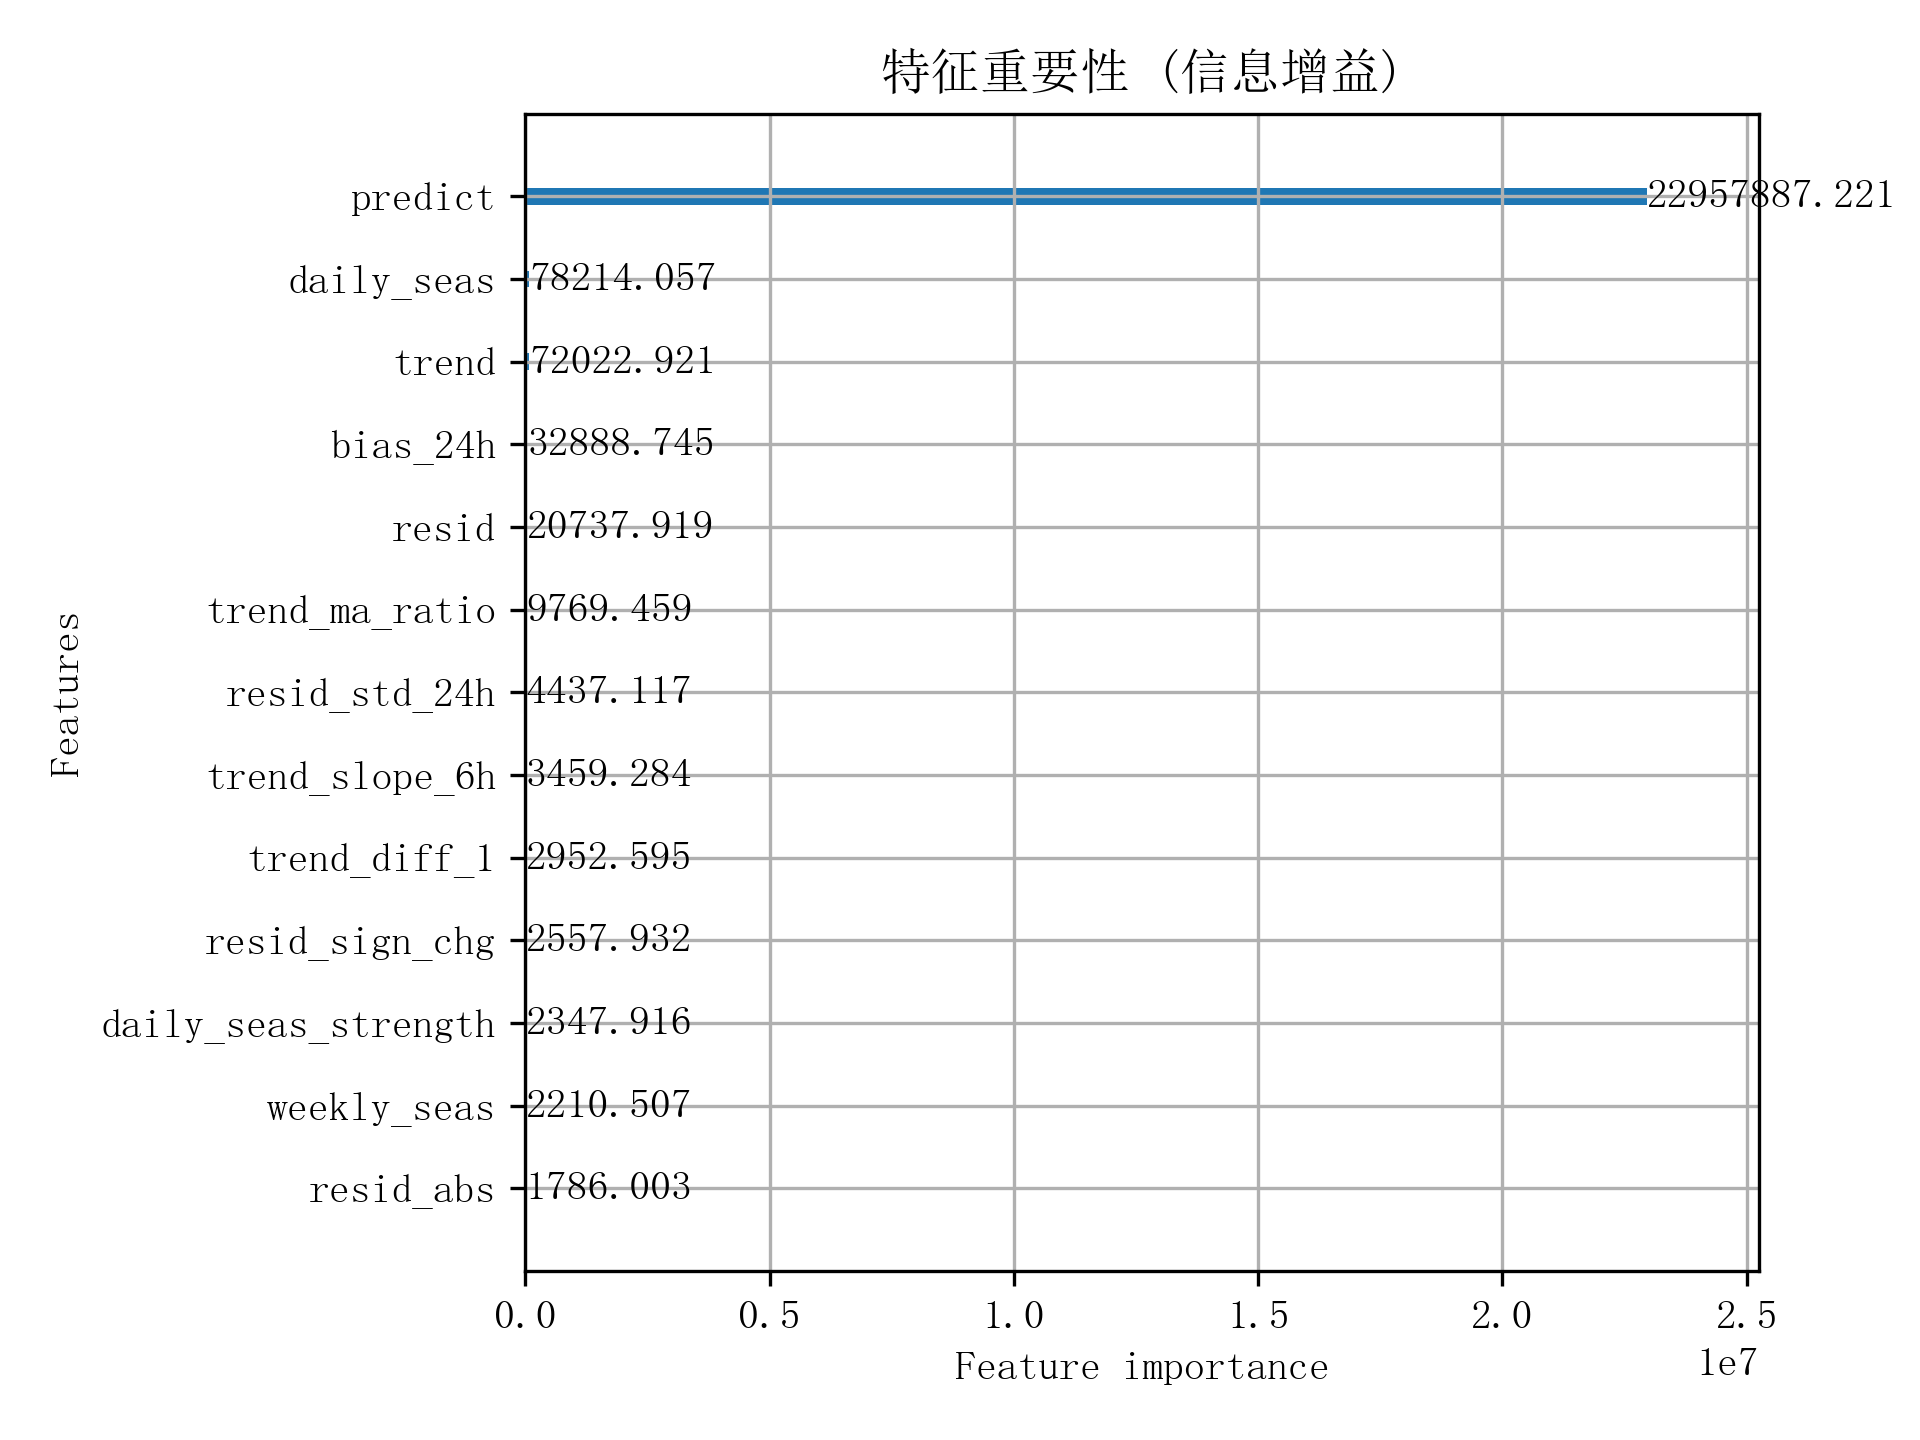 特征重要性 (信息增益)
predict 22957887.221
daily_seas 78214.057
trend 72022.921
bias_24h 32888.745
resid 20737.919
trend_ma_ratio 9769.459
resid_std_24h 4437.117
trend_slope_6h 3459.284
trend_diff_1 2952.595
resid_sign_chg 2557.932
daily_seas_strength 2347.916
weekly_seas 2210.507
resid_abs 1786.003
Features
0.0 0.5 1.0 1.5 2.0 2.5
1e7
Feature importance